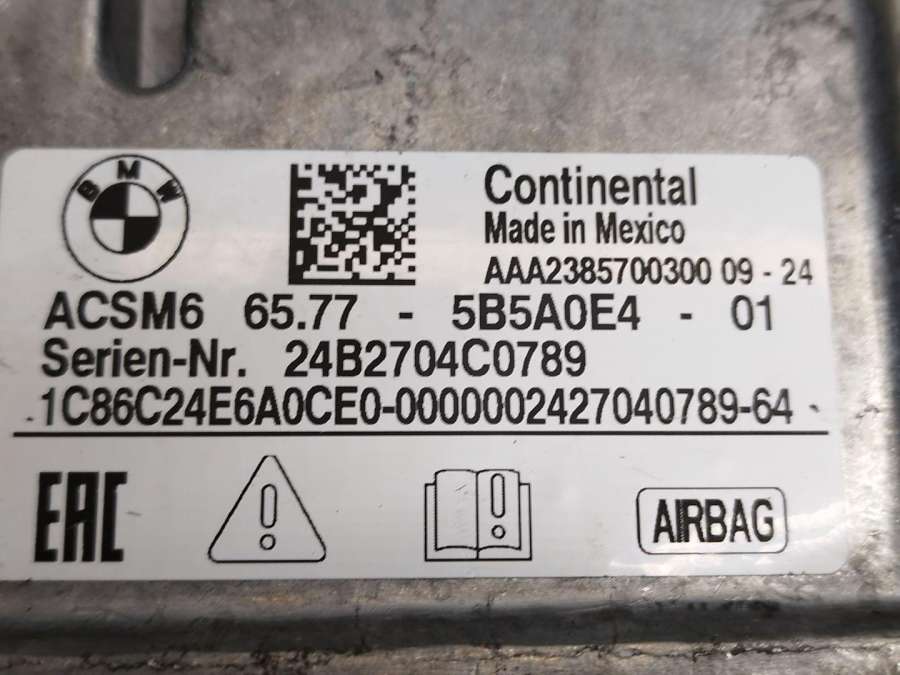 BMW
Continental
Made in Mexico
AAA2385700300 09 - 24
ACSM6 65.77 - 5B5A0E4 - 01
Serien-Nr. 24B2704C0789
1C86C24E6A0CE0-0000002427040789-64
EAC
AIRBAG